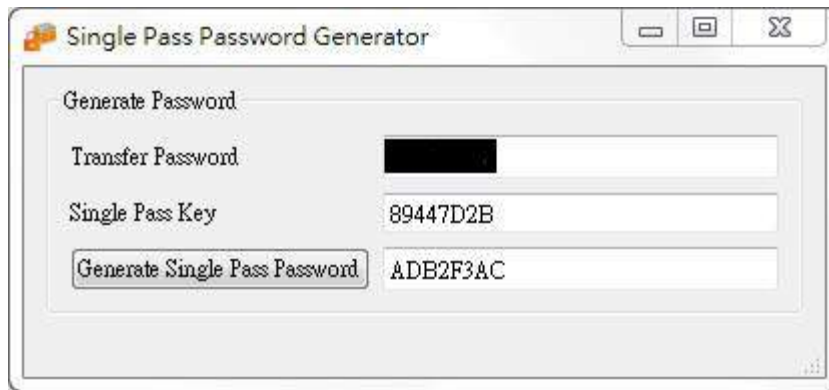 Single Pass Password Generator
Generate Password
Transfer Password
Single Pass Key 89447D2B
Generate Single Pass Password ADB2F3AC